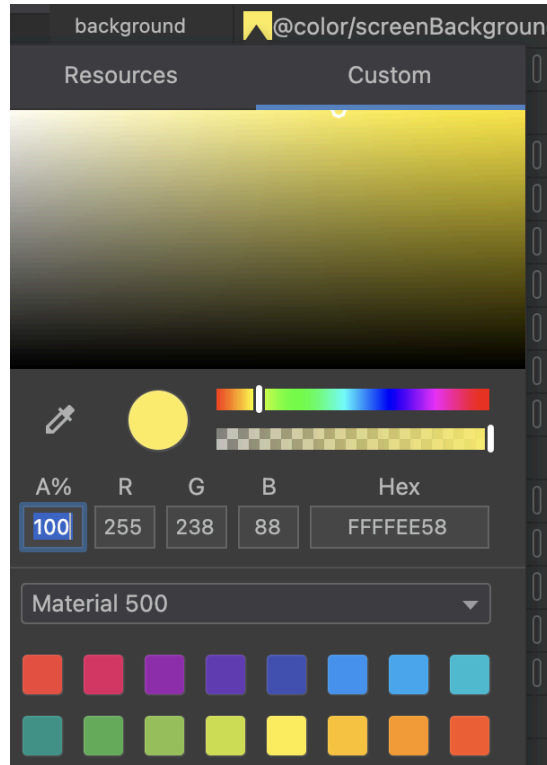 background @color/screenBackgroun
Resources Custom
A% R G B Hex
100 255 238 88 FFFFEE58
Material 500